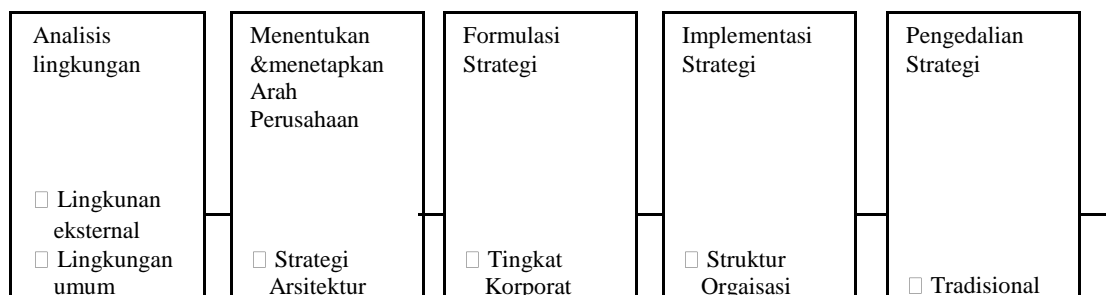 Analisis
lingkungan
□ Lingkunan
eksternal
□ Lingkungan
umum
Menentukan
&menetapkan
Arah
Perusahaan
□ Strategi
Arsitektur
Formulasi
Strategi
□ Tingkat
Korporat
Implementasi
Strategi
□ Struktur
Orgaisasi
Pengedalian
Strategi
□ Tradisional